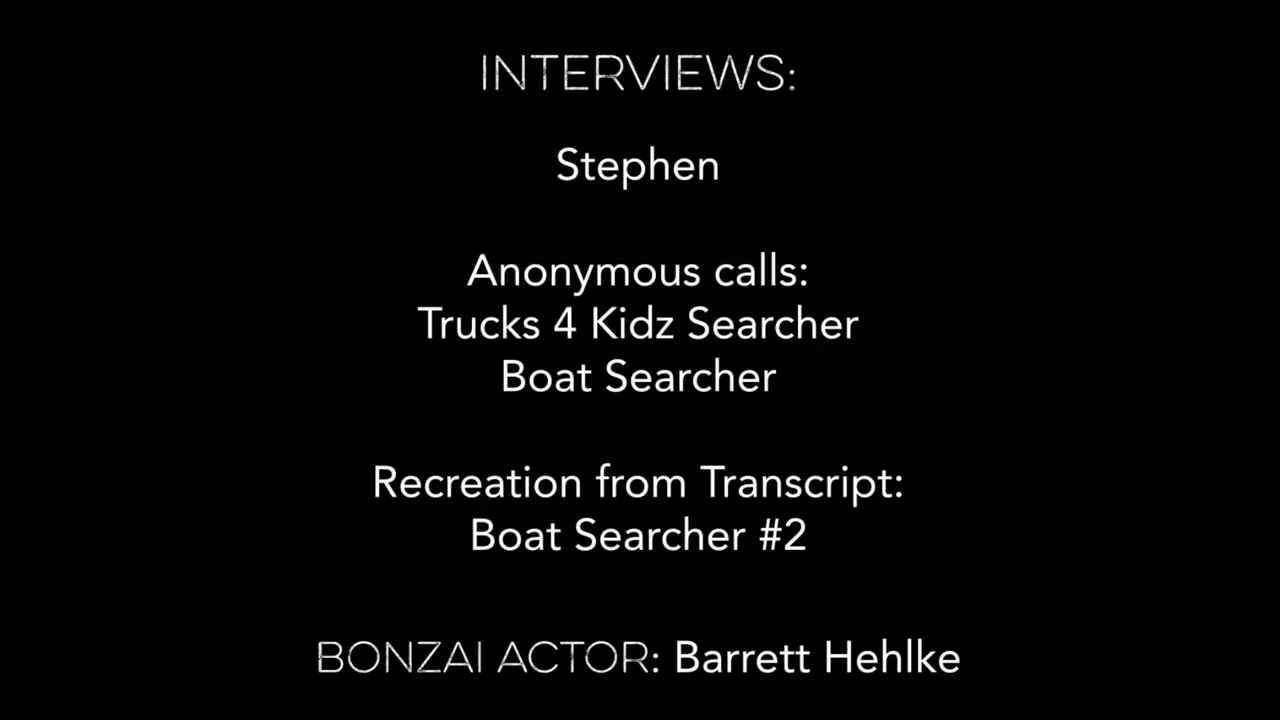 INTERVIEWS:
Stephen
Anonymous calls:
Trucks 4 Kidz Searcher
Boat Searcher
Recreation from Transcript:
Boat Searcher #2
BONZAI ACTOR: Barrett Hehlke